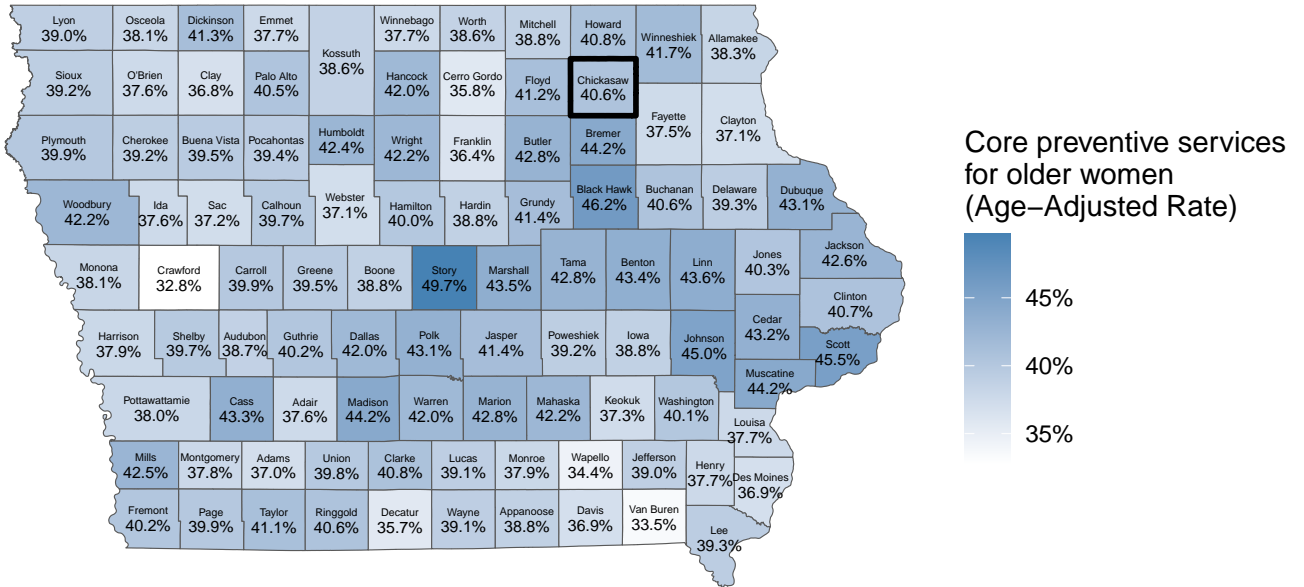 Lyon
39.0%
Osceola
38.1%
Dickinson
41.3%
Emmet
37.7%
Kossuth
38.6%
Winnebago
37.7%
Worth
38.6%
Mitchell
38.8%
Howard
40.8%
Winneshiek
41.7%
Allamakee
38.3%
Sioux
39.2%
O'Brien
37.6%
Clay
36.8%
Palo Alto
40.5%
Hancock
42.0%
Cerro Gordo
35.8%
Floyd
41.2%
Chickasaw
40.6%
Fayette
37.5%
Clayton
37.1%
Plymouth
39.9%
Cherokee
39.2%
Buena Vista
39.5%
Pocahontas
39.4%
Humboldt
42.4%
Wright
42.2%
Franklin
36.4%
Butler
42.8%
Bremer
44.2%
Woodbury
42.2%
Ida
37.6%
Sac
37.2%
Calhoun
39.7%
Webster
37.1%
Hamilton
40.0%
Hardin
38.8%
Grundy
41.4%
Black Hawk
46.2%
Buchanan
40.6%
Delaware
39.3%
Dubuque
43.1%
Monona
38.1%
Crawford
32.8%
Carroll
39.9%
Greene
39.5%
Boone
38.8%
Story
49.7%
Marshall
43.5%
Tama
42.8%
Benton
43.4%
Linn
43.6%
Jones
40.3%
Jackson
42.6%
Clinton
40.7%
Harrison
37.9%
Shelby
39.7%
Audubon
38.7%
Guthrie
40.2%
Dallas
42.0%
Polk
43.1%
Jasper
41.4%
Poweshiek
39.2%
Iowa
38.8%
Johnson
45.0%
Cedar
43.2%
Scott
45.5%
Muscatine
44.2%
Pottawattamie
38.0%
Cass
43.3%
Adair
37.6%
Madison
44.2%
Warren
42.0%
Marion
42.8%
Mahaska
42.2%
Keokuk
37.3%
Washington
40.1%
Louisa
37.7%
Mills
42.5%
Montgomery
37.8%
Adams
37.0%
Union
39.8%
Clarke
40.8%
Lucas
39.1%
Monroe
37.9%
Wapello
34.4%
Jefferson
39.0%
Henry
37.7%
Des Moines
36.9%
Fremont
40.2%
Page
39.9%
Taylor
41.1%
Ringgold
40.6%
Decatur
35.7%
Wayne
39.1%
Appanoose
38.8%
Davis
36.9%
Van Buren
33.5%
Lee
39.3%
Core preventive services
for older women
(Age−Adjusted Rate)
45%
40%
35%